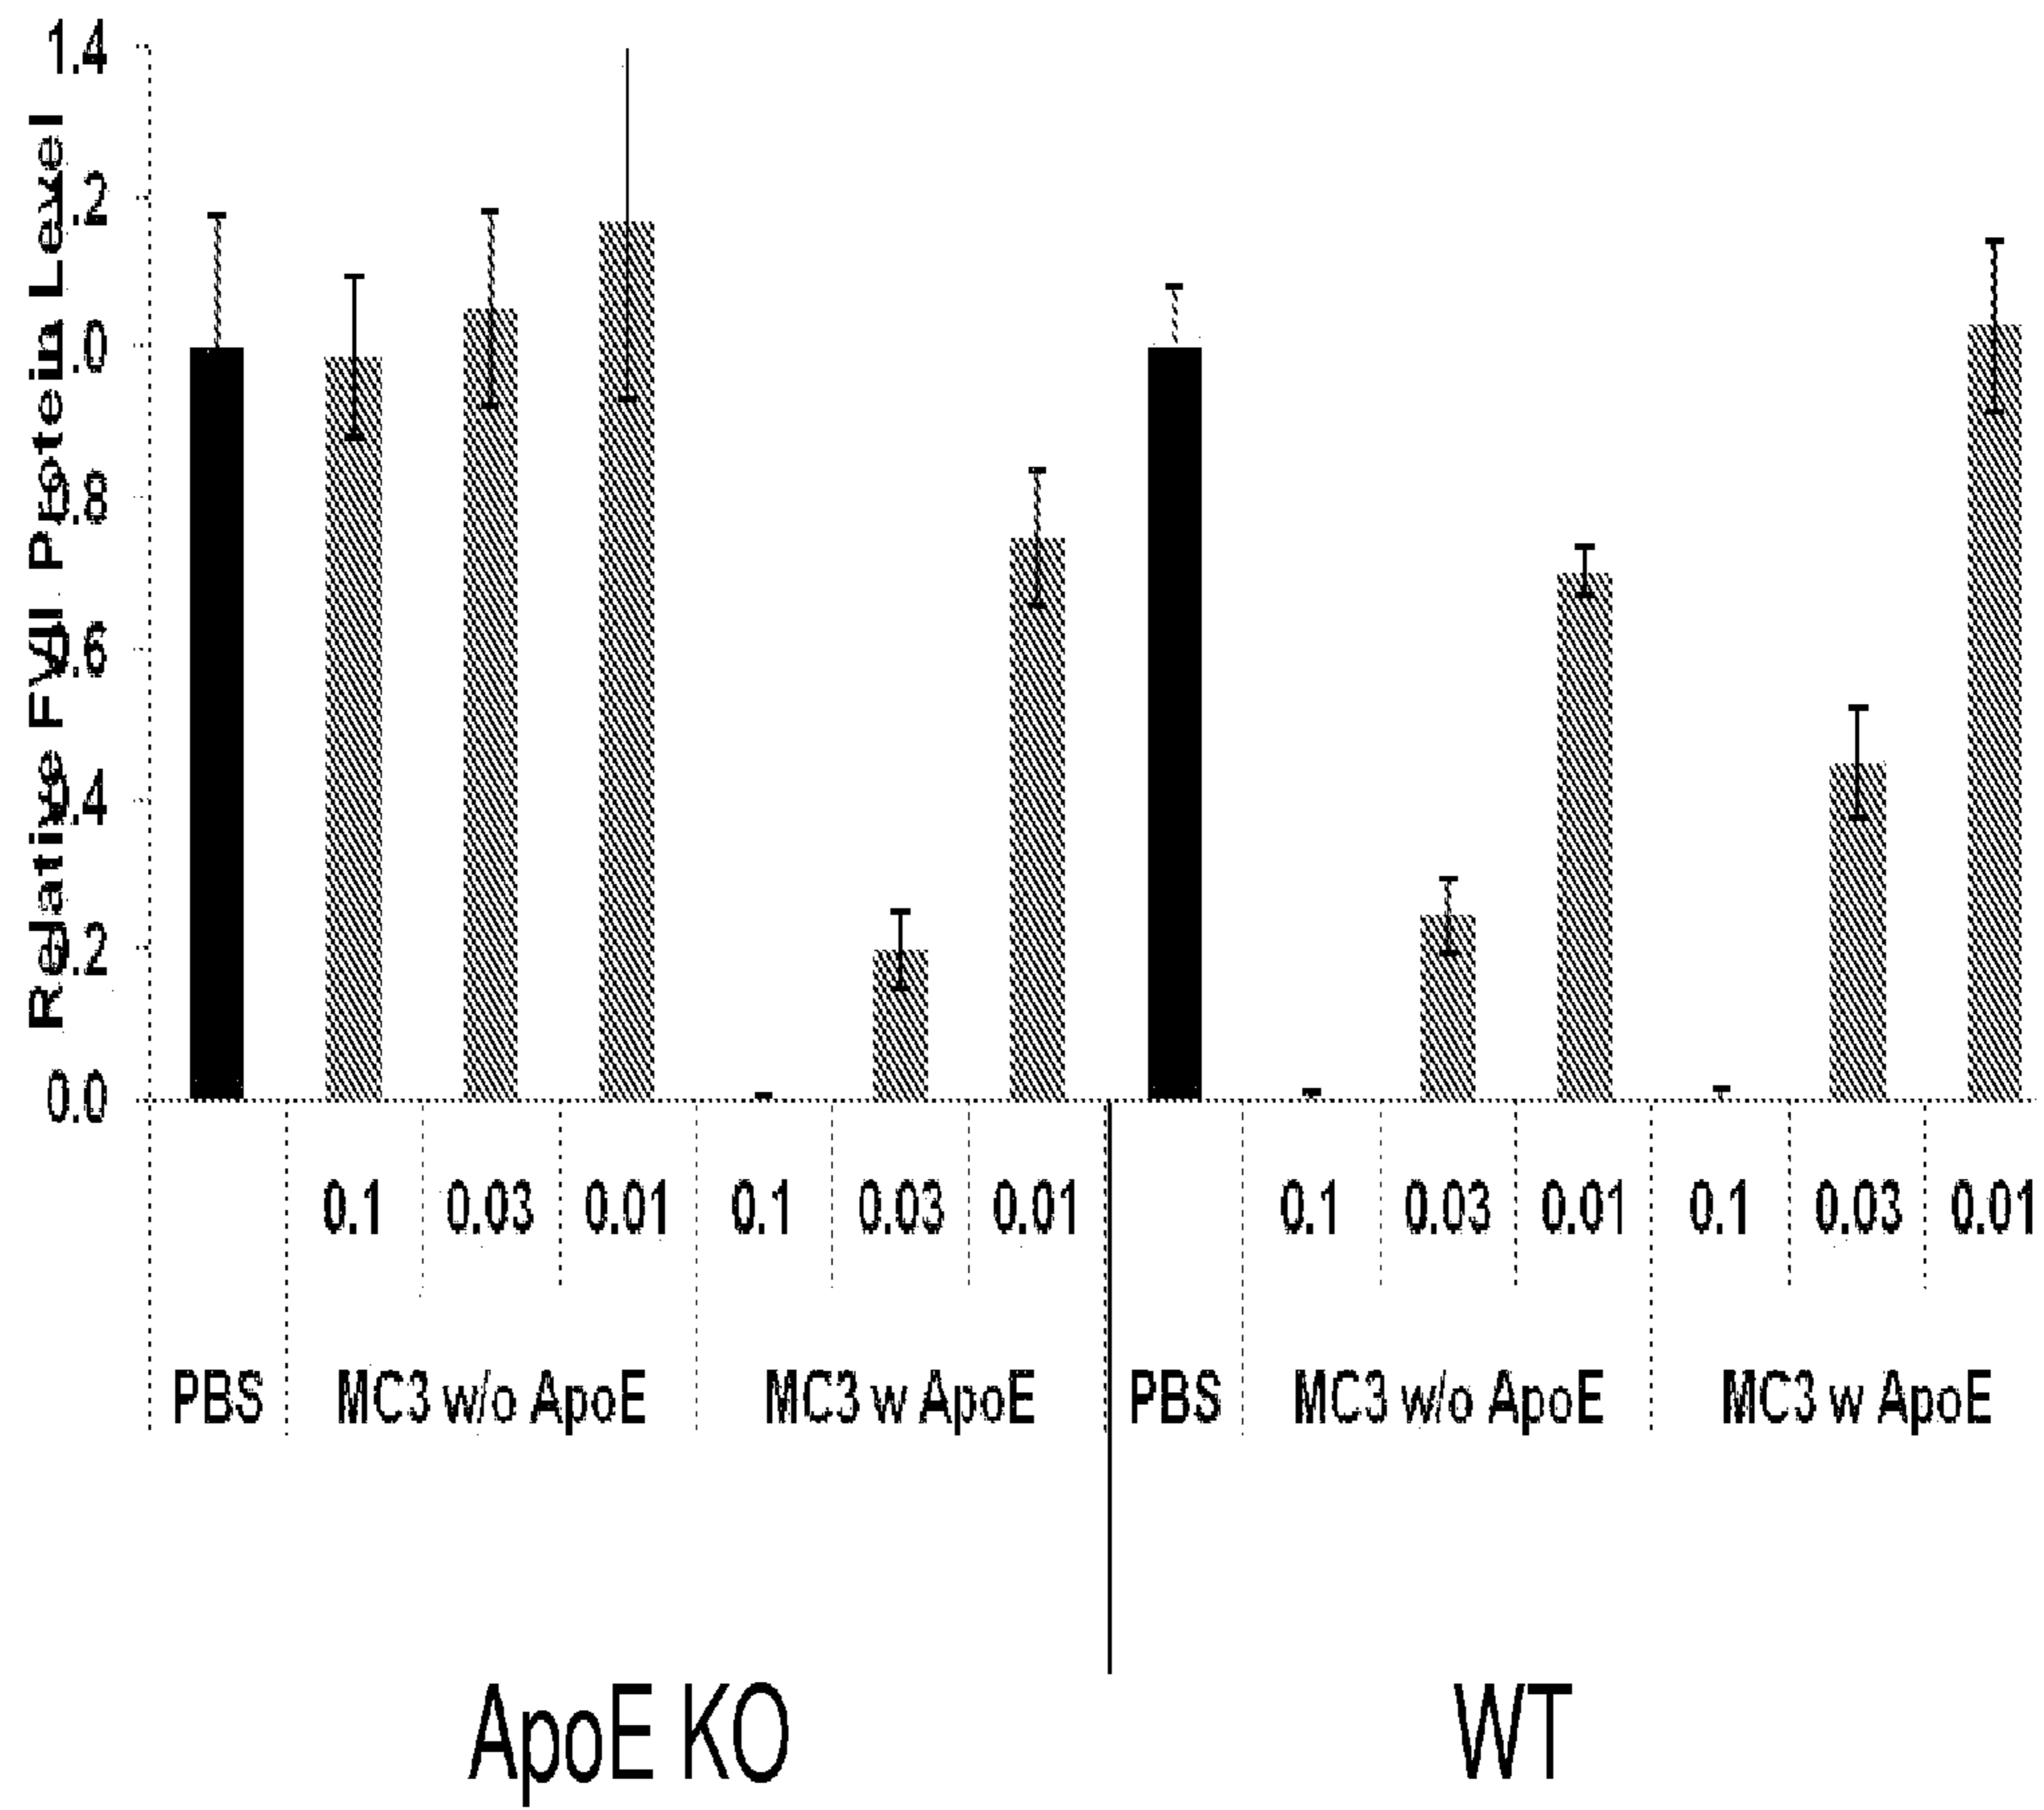 Relative FVII Protein Level
1.4
1.2
1.0
0.8
0.6
0.4
0.2
0.0
0.1 0.03 0.01 0.1 0.03 0.01 0.1 0.03 0.01 0.1 0.03 0.01
PBS MC3 w/o ApoE MC3 w ApoE PBS MC3 w/o ApoE MC3 w ApoE
ApoE KO WT